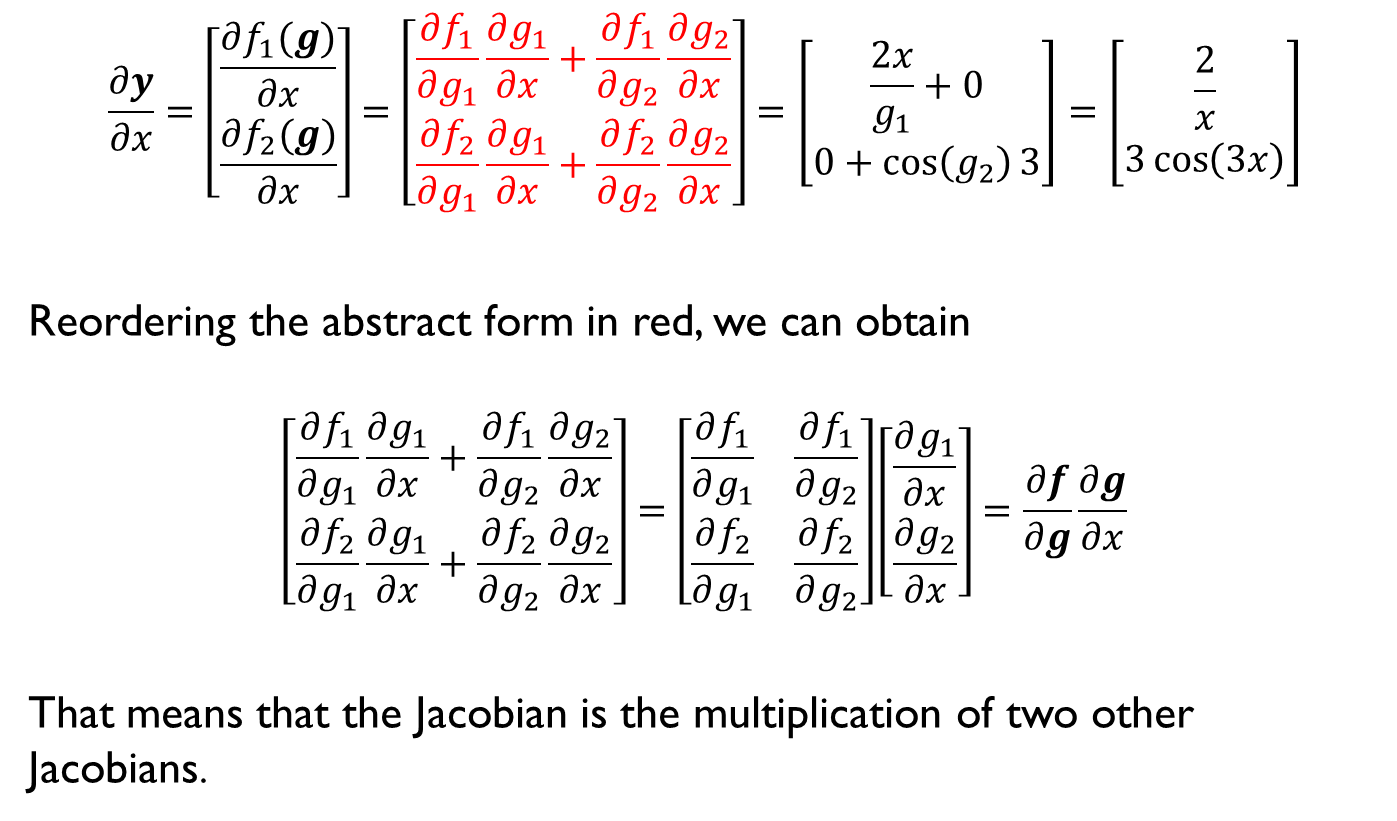 ∂𝒚/∂x = [∂f₁(𝒈)/∂x; ∂f₂(𝒈)/∂x] = [∂f₁/∂g₁ ∂g₁/∂x + ∂f₁/∂g₂ ∂g₂/∂x; ∂f₂/∂g₁ ∂g₁/∂x + ∂f₂/∂g₂ ∂g₂/∂x] = [2x/g₁ + 0; 0 + cos(g₂) 3] = [2/x; 3 cos(3x)]
Reordering the abstract form in red, we can obtain
[∂f₁/∂g₁ ∂g₁/∂x + ∂f₁/∂g₂ ∂g₂/∂x; ∂f₂/∂g₁ ∂g₁/∂x + ∂f₂/∂g₂ ∂g₂/∂x] = [∂f₁/∂g₁ ∂f₁/∂g₂; ∂f₂/∂g₁ ∂f₂/∂g₂] [∂g₁/∂x; ∂g₂/∂x] = ∂𝒇/∂𝒈 ∂𝒈/∂x
That means that the Jacobian is the multiplication of two other
Jacobians.